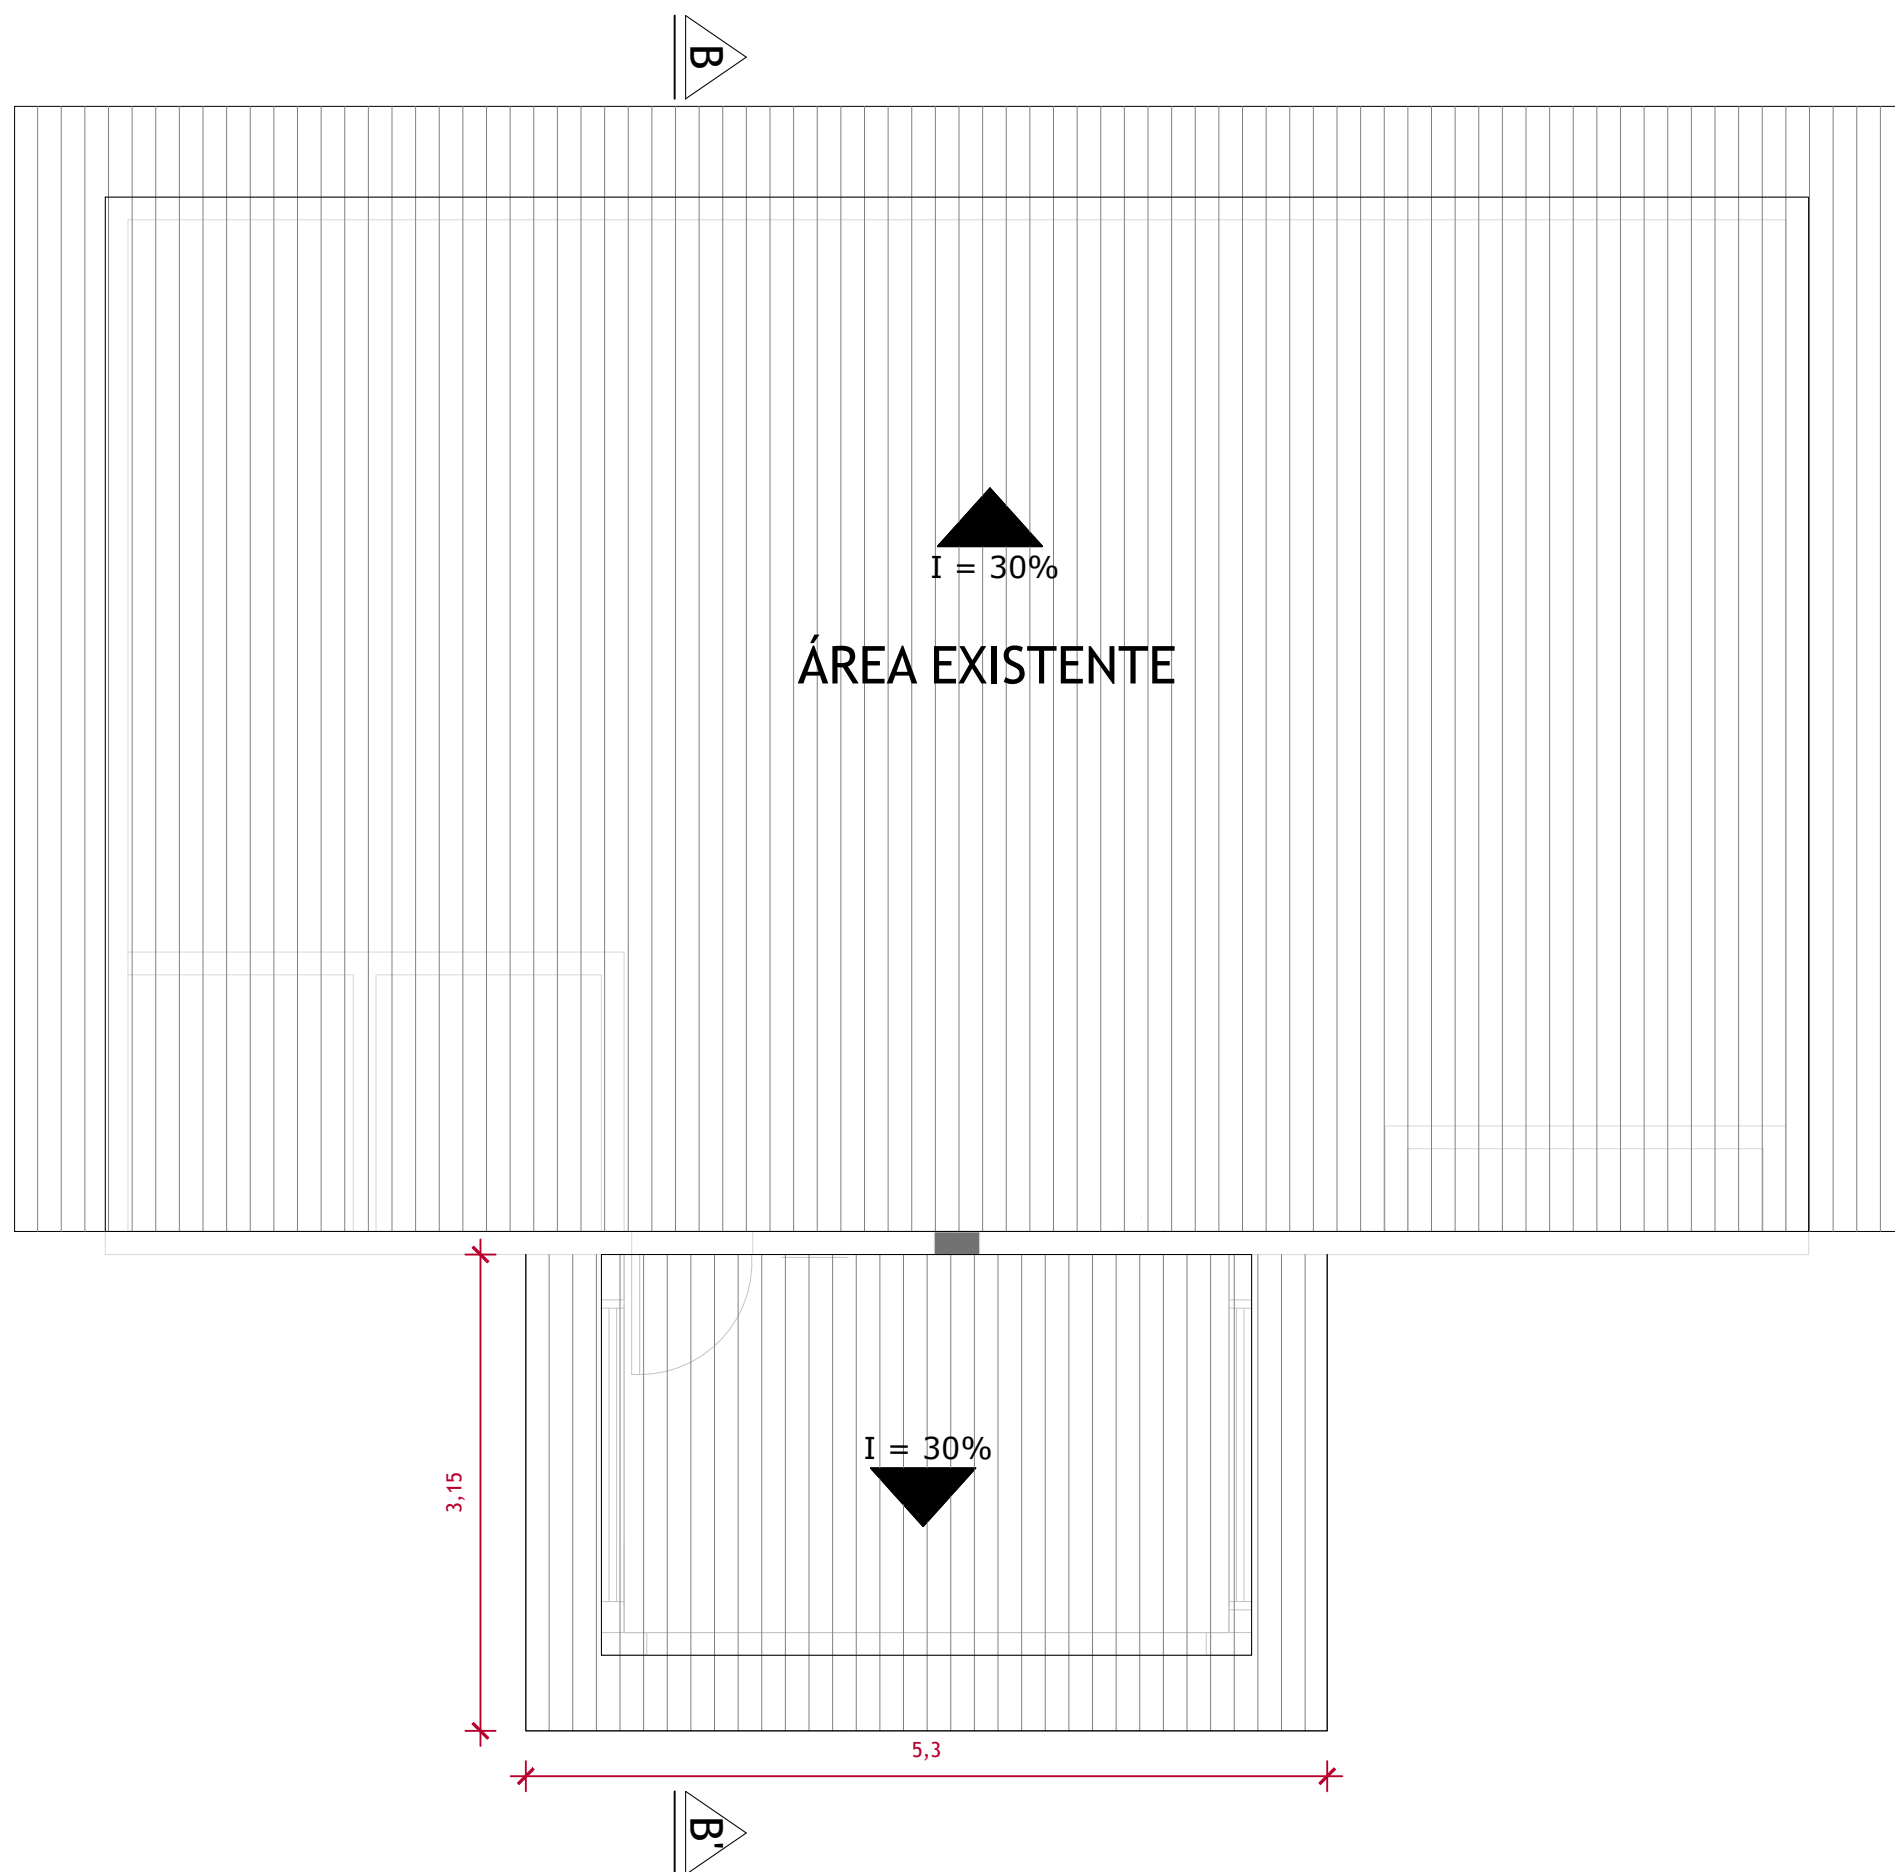 B
I = 30%
ÁREA EXISTENTE
I = 30%
3,15
5,3
B'